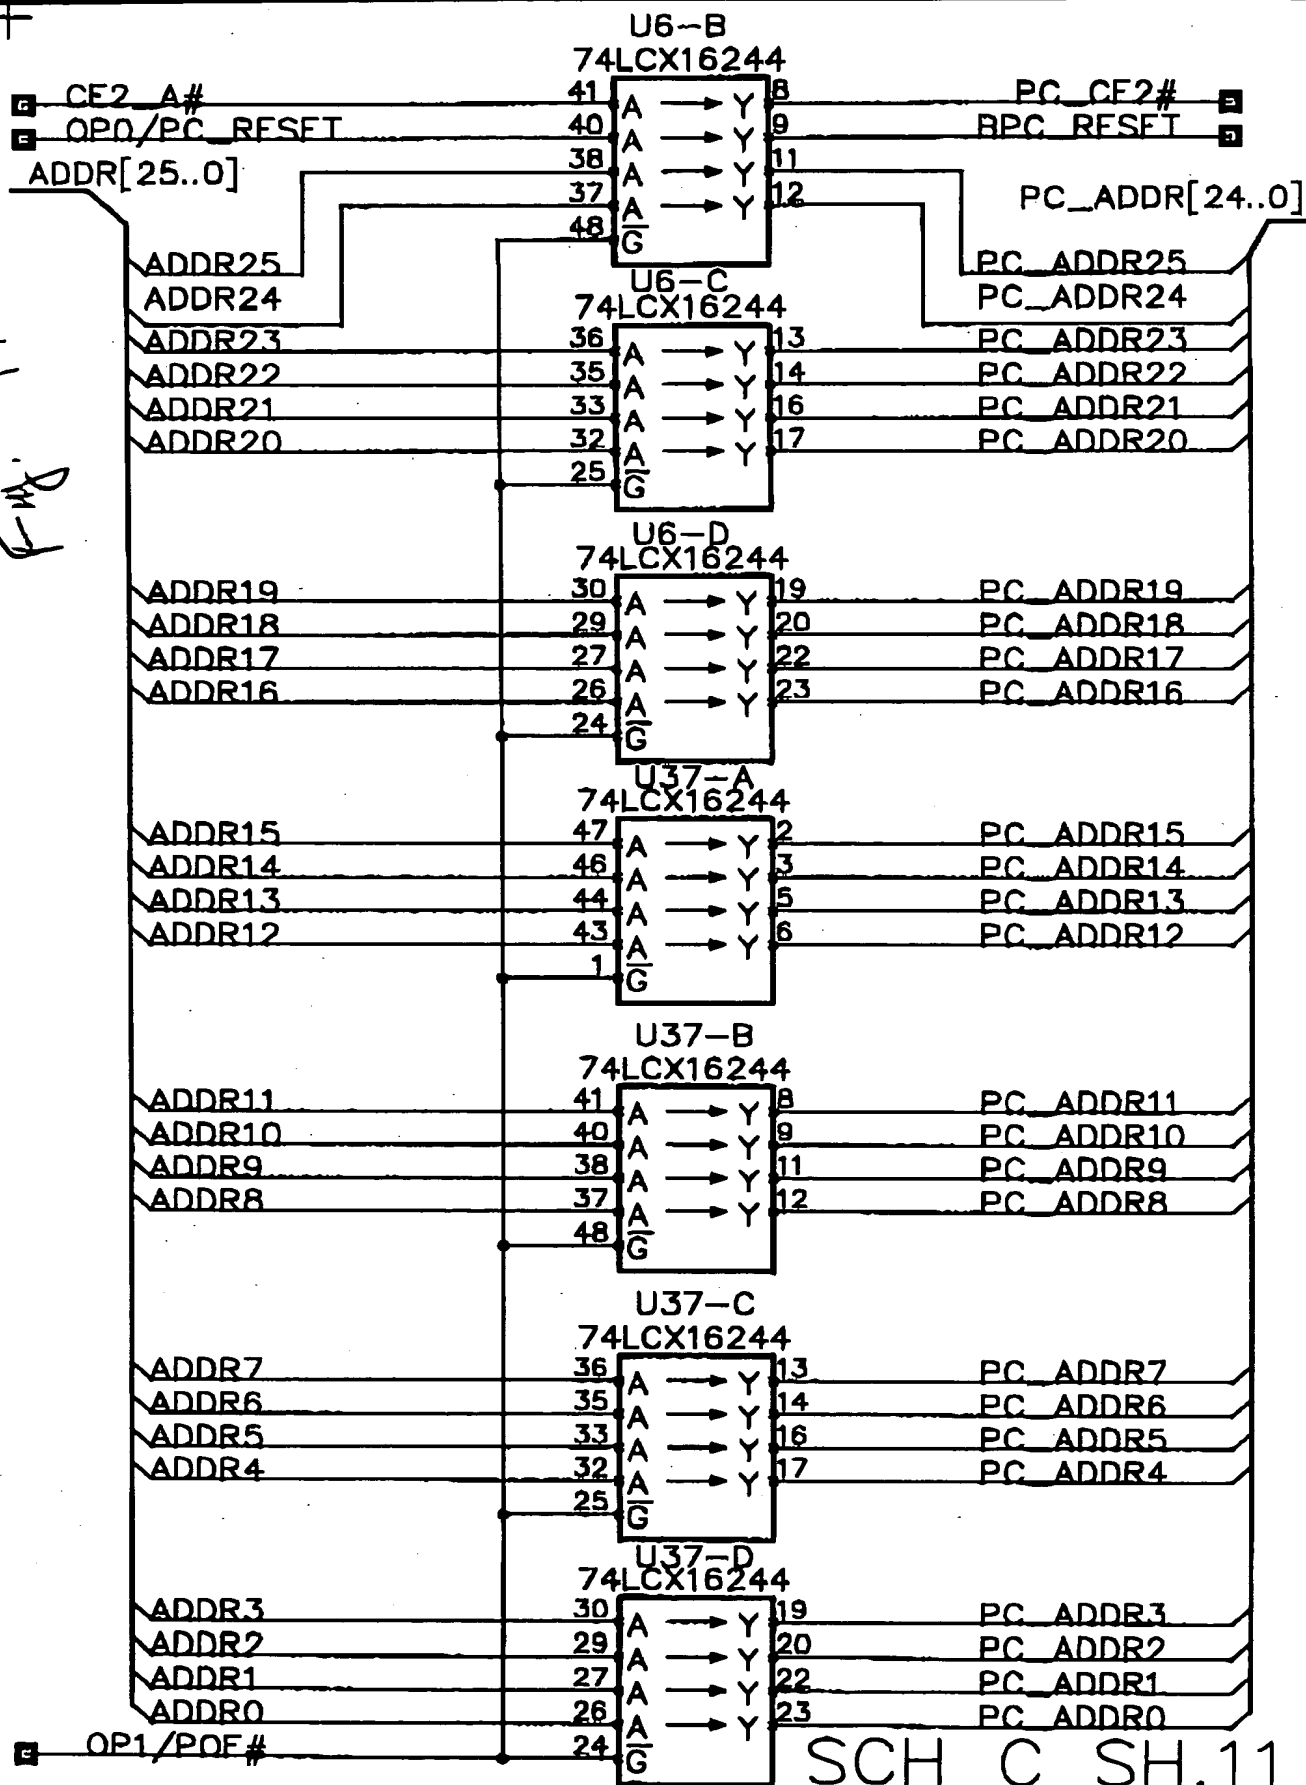 U6-B
74LCX16244
CE2_A# 41 A Y 8 PC_CE2#
OP0/PC_RESET 40 A Y 9 BPC_RESET
ADDR[25..0] 38 A Y 11
37 A Y 12 PC_ADDR[24..0]
48 G
ADDR25 PC_ADDR25
U6-C
ADDR24 PC_ADDR24
74LCX16244
ADDR23 36 A Y 13 PC_ADDR23
ADDR22 35 A Y 14 PC_ADDR22
ADDR21 33 A Y 16 PC_ADDR21
ADDR20 32 A Y 17 PC_ADDR20
25 G
U6-D
74LCX16244
ADDR19 30 A Y 19 PC_ADDR19
ADDR18 29 A Y 20 PC_ADDR18
ADDR17 27 A Y 22 PC_ADDR17
ADDR16 26 A Y 23 PC_ADDR16
24 G
U37-A
74LCX16244
ADDR15 47 A Y 2 PC_ADDR15
ADDR14 46 A Y 3 PC_ADDR14
ADDR13 44 A Y 5 PC_ADDR13
ADDR12 43 A Y 6 PC_ADDR12
1 G
U37-B
74LCX16244
ADDR11 41 A Y 8 PC_ADDR11
ADDR10 40 A Y 9 PC_ADDR10
ADDR9 38 A Y 11 PC_ADDR9
ADDR8 37 A Y 12 PC_ADDR8
48 G
U37-C
74LCX16244
ADDR7 36 A Y 13 PC_ADDR7
ADDR6 35 A Y 14 PC_ADDR6
ADDR5 33 A Y 16 PC_ADDR5
ADDR4 32 A Y 17 PC_ADDR4
25 G
U37-D
74LCX16244
ADDR3 30 A Y 19 PC_ADDR3
ADDR2 29 A Y 20 PC_ADDR2
ADDR1 27 A Y 22 PC_ADDR1
ADDR0 26 A Y 23 PC_ADDR0
OP1/POE# 24 G
SCH C SH.11